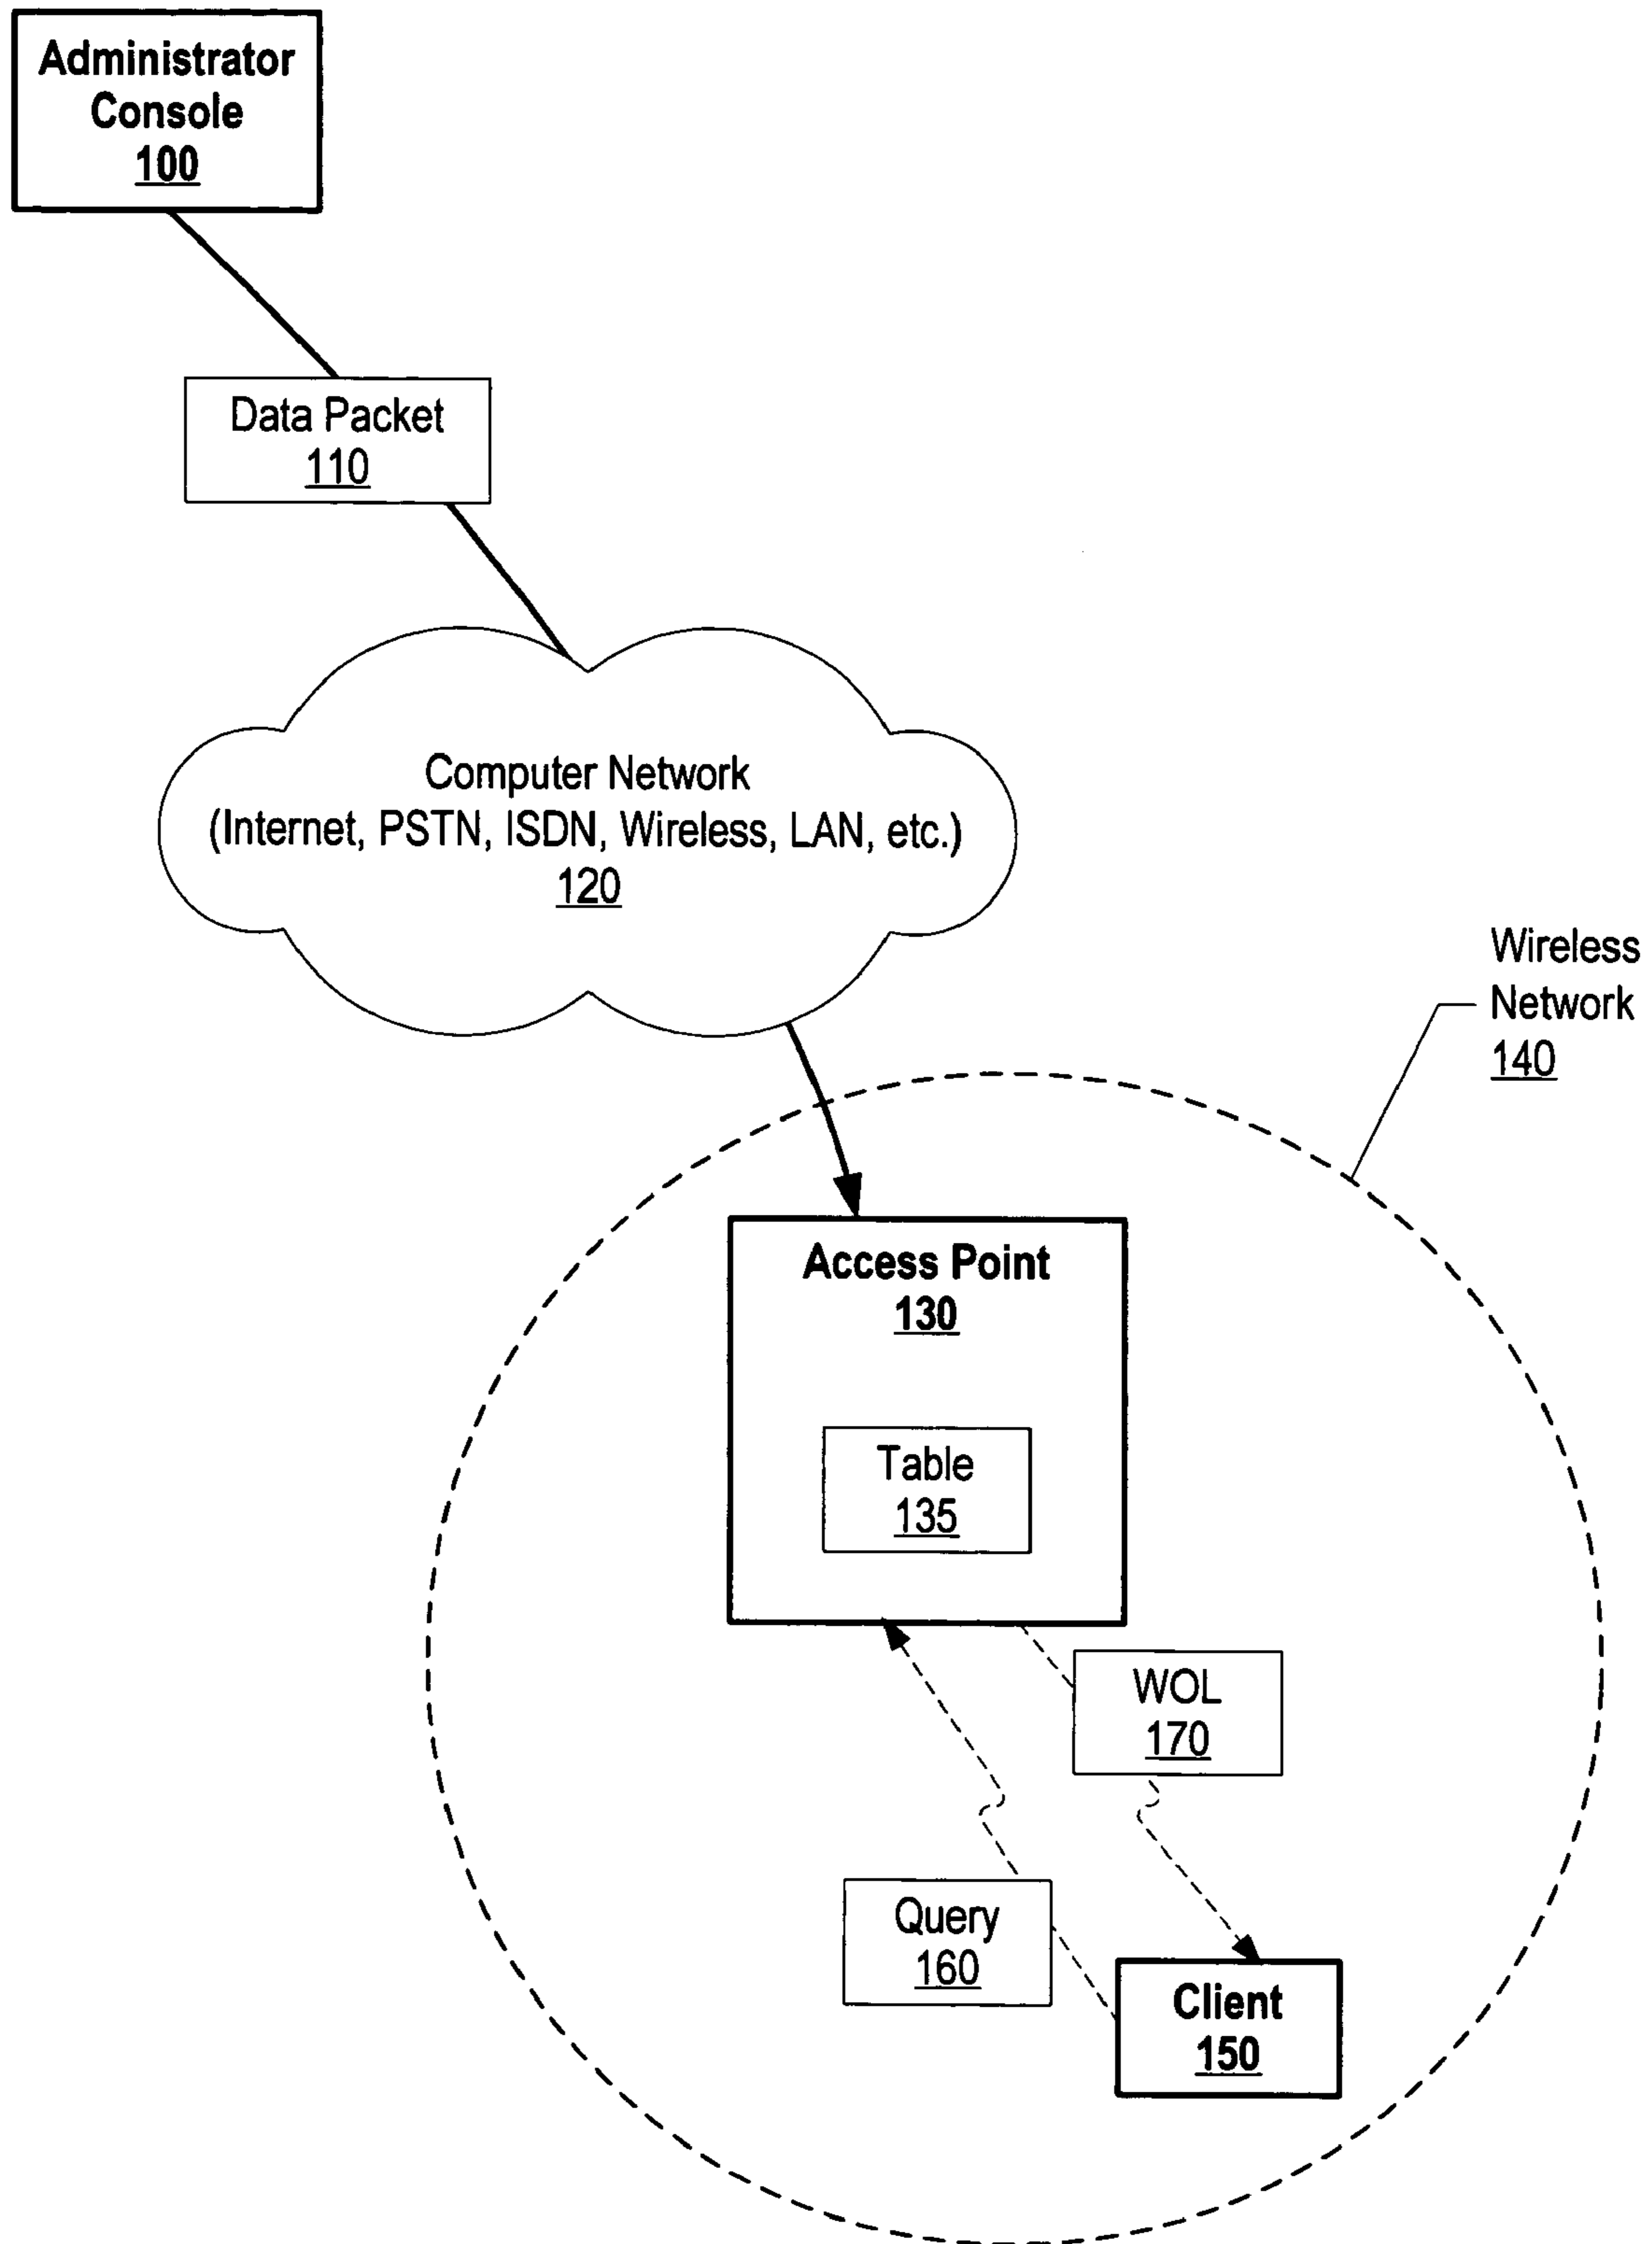 Administrator
Console
100
Data Packet
110
Computer Network
(Internet, PSTN, ISDN, Wireless, LAN, etc.)
120
Wireless
Network
140
Access Point
130
Table
135
WOL
170
Query
160
Client
150